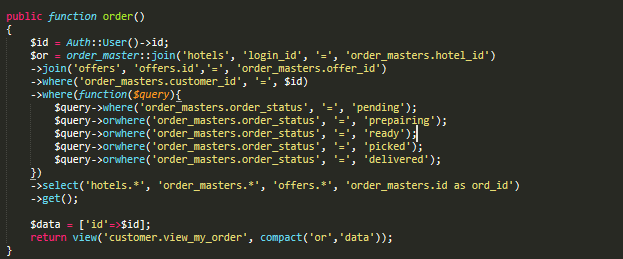 public function order()
{
$id = Auth::User()->id;
$or = order_master::join('hotels', 'login_id', '=', 'order_masters.hotel_id')
->join('offers', 'offers.id','=', 'order_masters.offer_id')
->where('order_masters.customer_id', '=', $id)
->where(function($query){
$query->where('order_masters.order_status', '=', 'pending');
$query->orwhere('order_masters.order_status', '=', 'prepairing');
$query->orwhere('order_masters.order_status', '=', 'ready');
$query->orwhere('order_masters.order_status', '=', 'picked');
$query->orwhere('order_masters.order_status', '=', 'delivered');
})
->select('hotels.*', 'order_masters.*', 'offers.*', 'order_masters.id as ord_id')
->get();
$data = ['id'=>$id];
return view('customer.view_my_order', compact('or','data'));
}